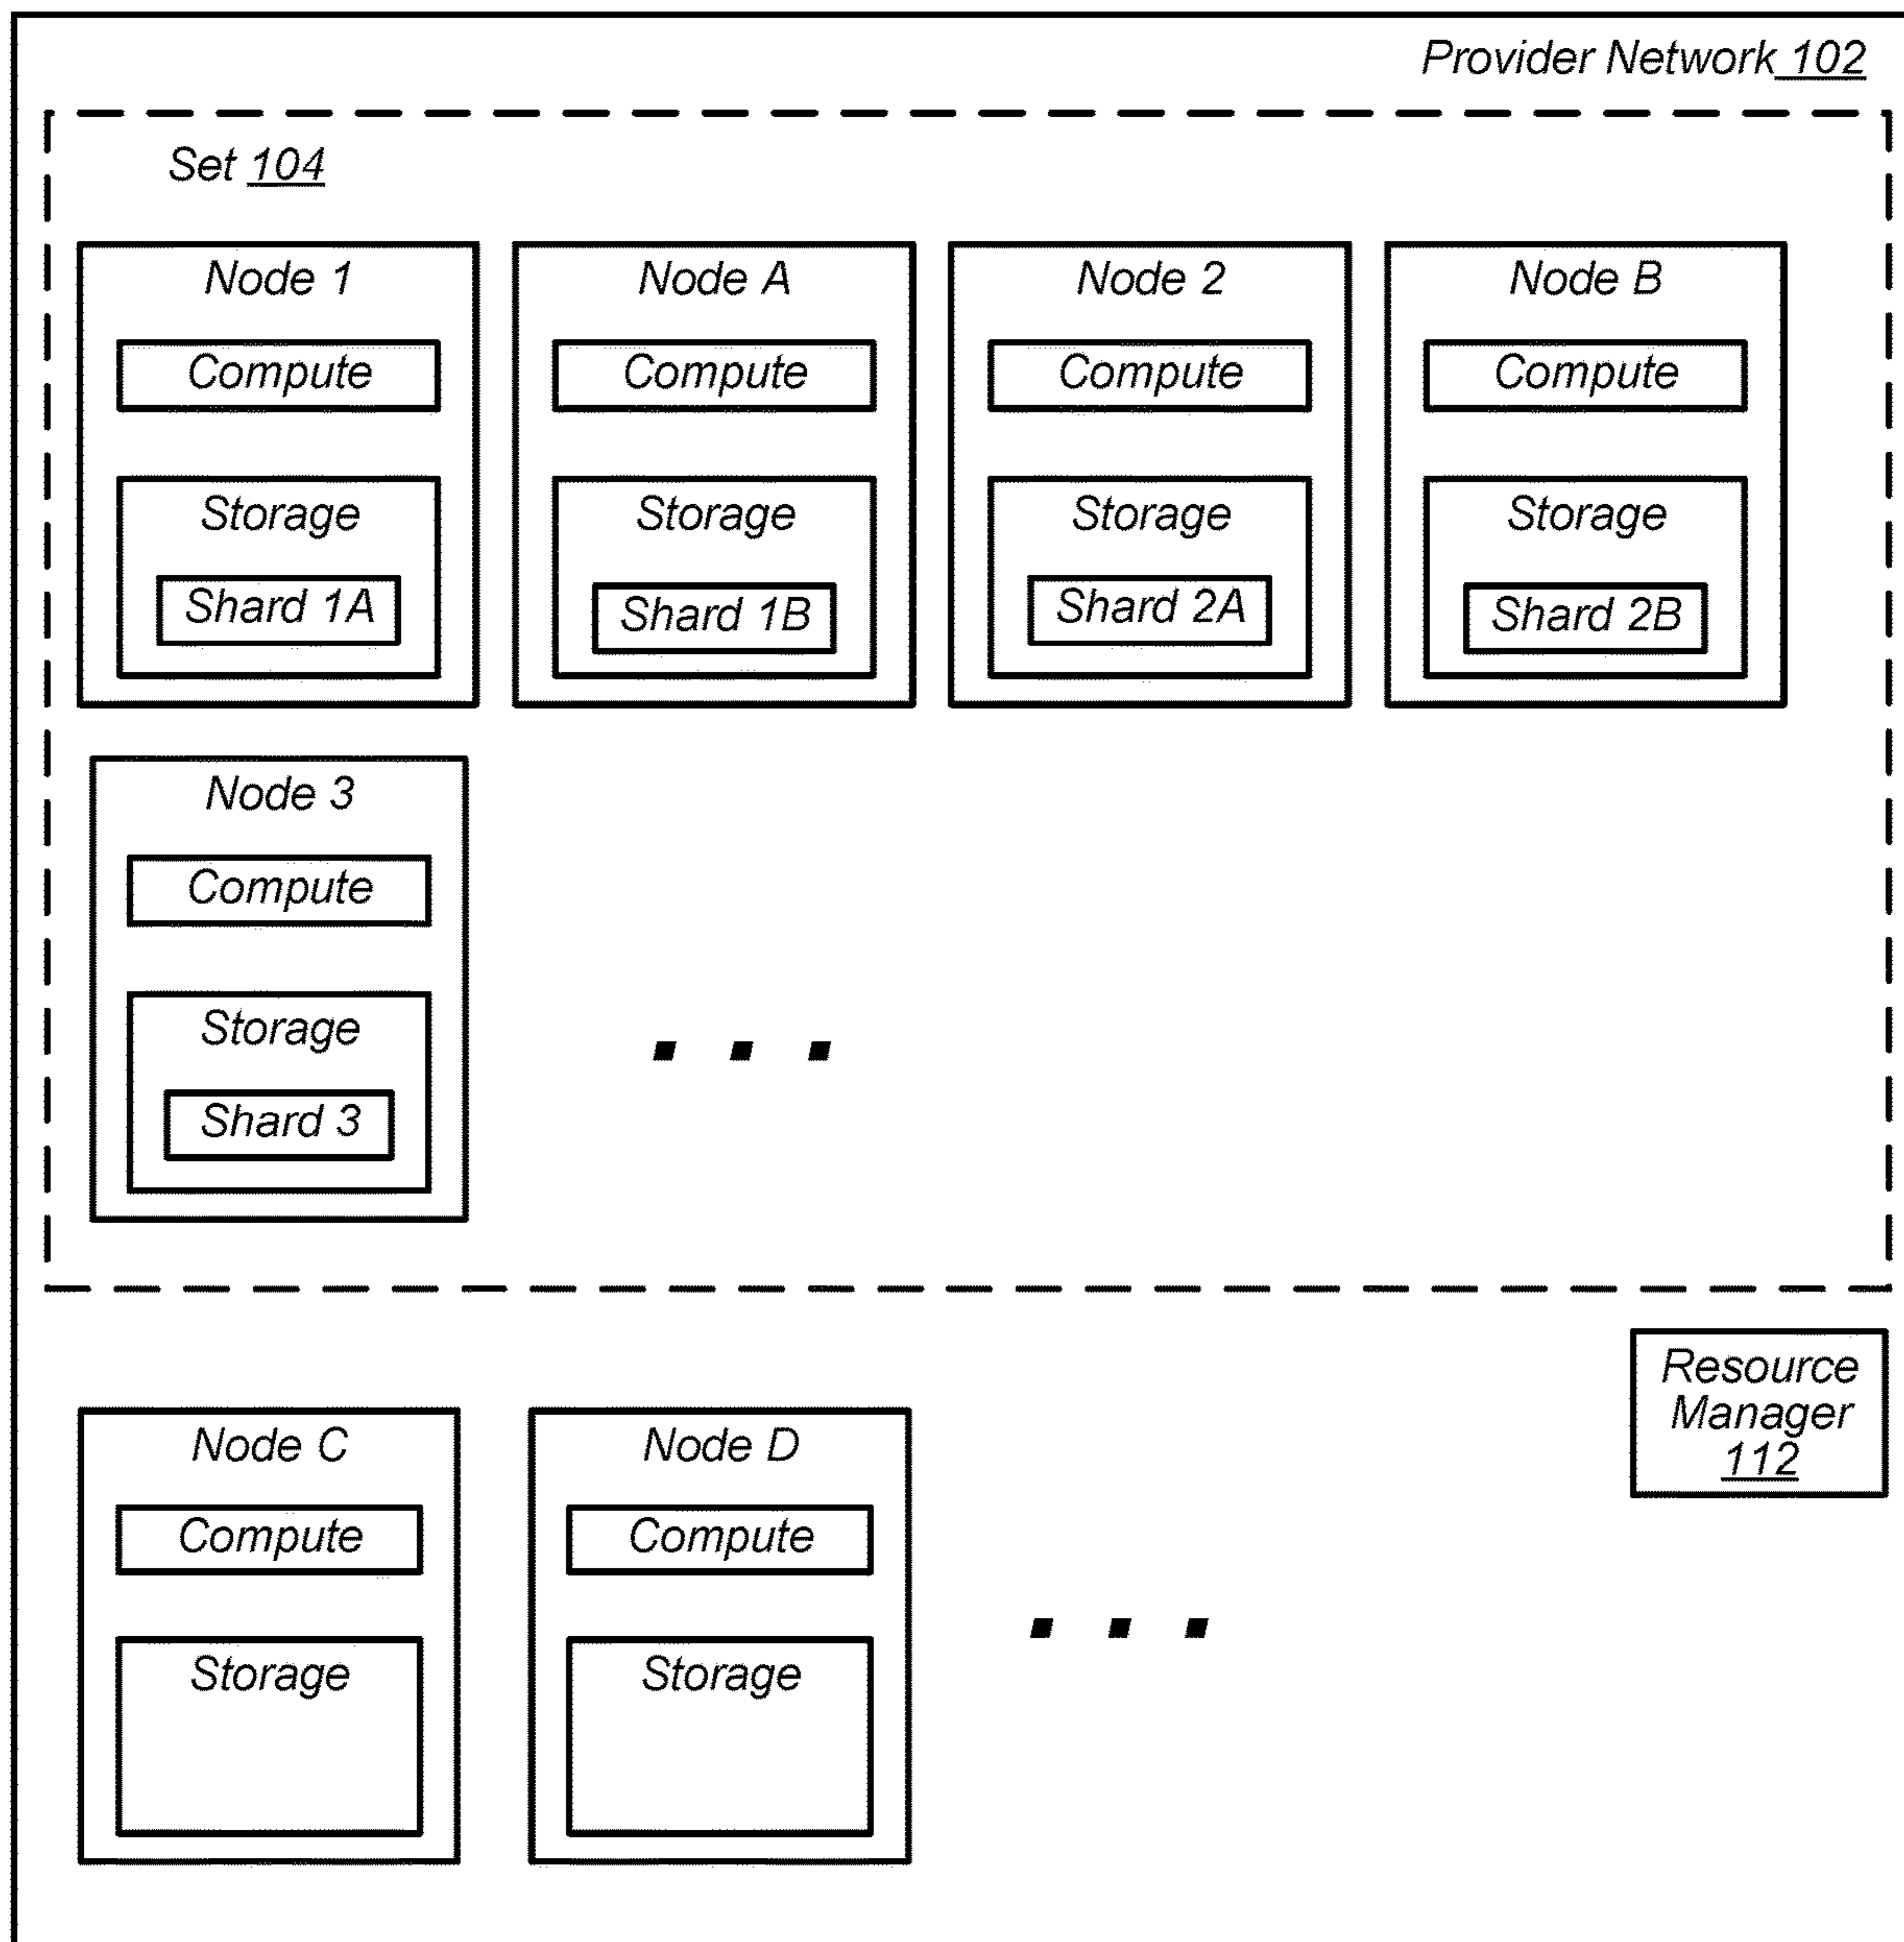 Provider Network 102
Set 104
Node 1
Compute
Storage
Shard 1A
Node A
Compute
Storage
Shard 1B
Node 2
Compute
Storage
Shard 2A
Node B
Compute
Storage
Shard 2B
Node 3
Compute
Storage
Shard 3
. . .
Resource
Manager
112
Node C
Compute
Storage
Node D
Compute
Storage
. . .